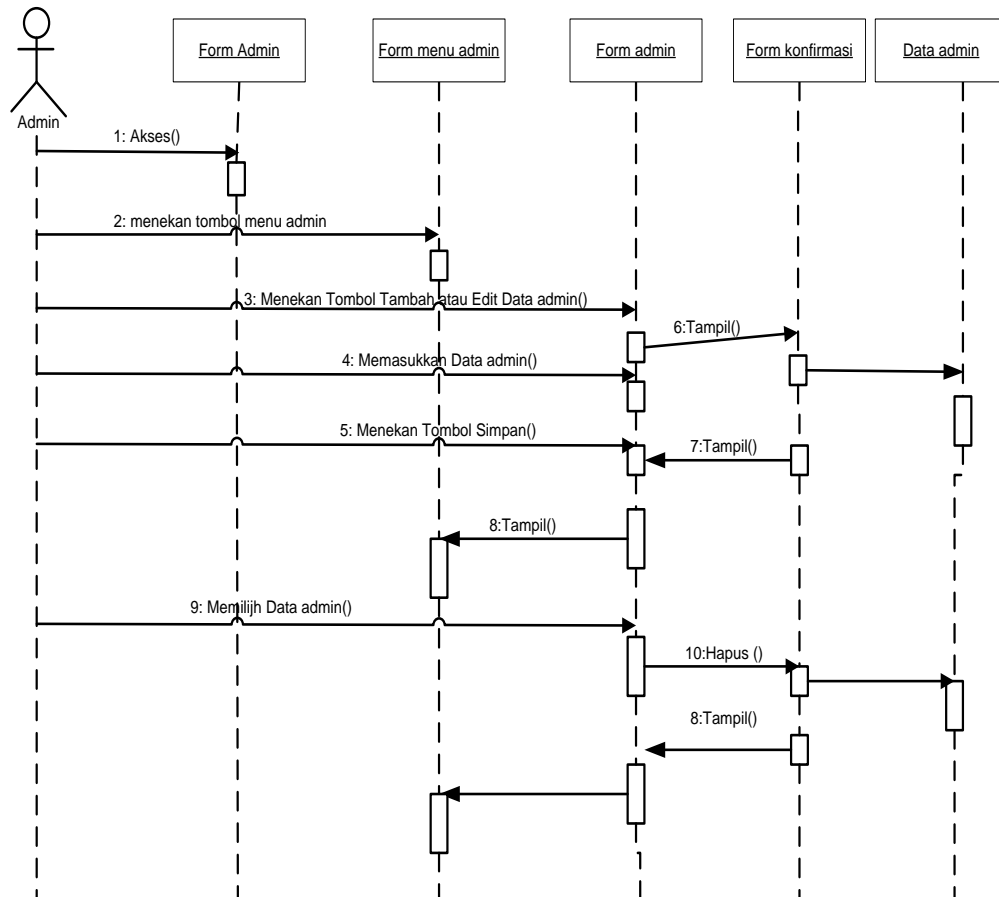 Form Admin
Form menu admin
Form admin
Form konfirmasi
Data admin
Admin
1: Akses()
2: menekan tombol menu admin
3: Menekan Tombol Tambah atau Edit Data admin()
6:Tampil()
4: Memasukkan Data admin()
5: Menekan Tombol Simpan()
7:Tampil()
8:Tampil()
9: Memilijh Data admin()
10:Hapus ()
8:Tampil()